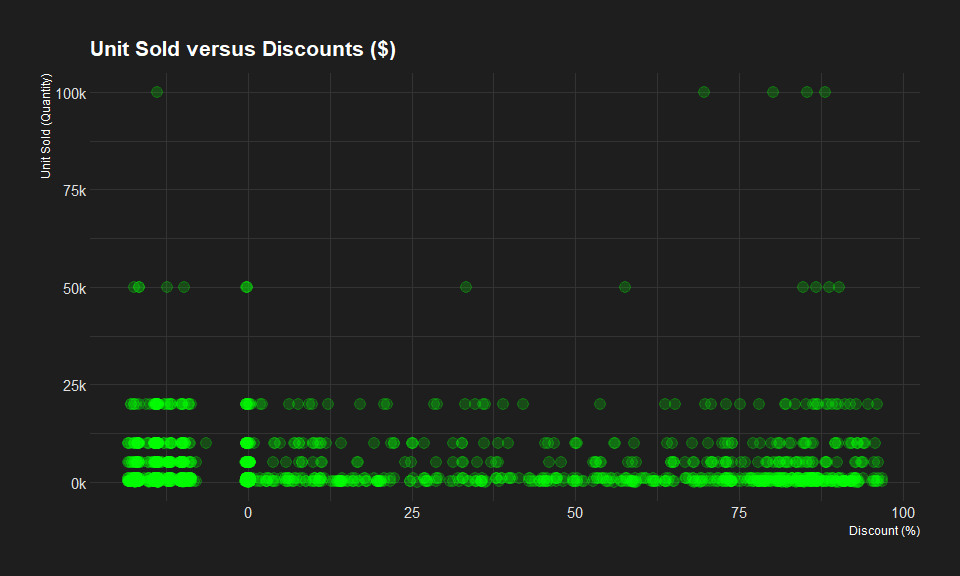 Unit Sold versus Discounts ($)
Unit Sold (Quantity)
100k
75k
50k
25k
0k
0 25 50 75 100
Discount (%)